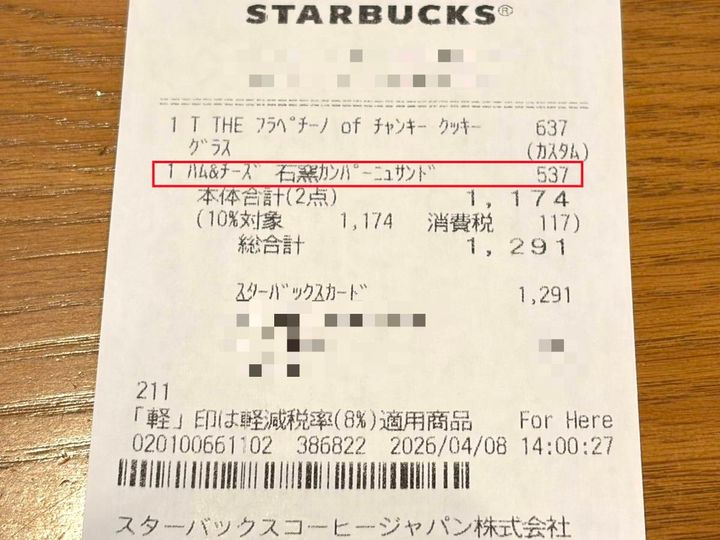 STARBUCKS®
1 T THE フラペチーノ of チャンキー クッキー 637
グラス (カスタム)
1 ハム&チーズ 石窯カンパーニュサンド 537
本体合計(2点) 1,174
(10%対象 1,174 消費税 117)
総合計 1,291
スターバックスカード 1,291
211
「軽」印は軽減税率(8%)適用商品 For Here
020100661102 386822 2026/04/08 14:00:27
スターバックスコーヒージャパン株式会社